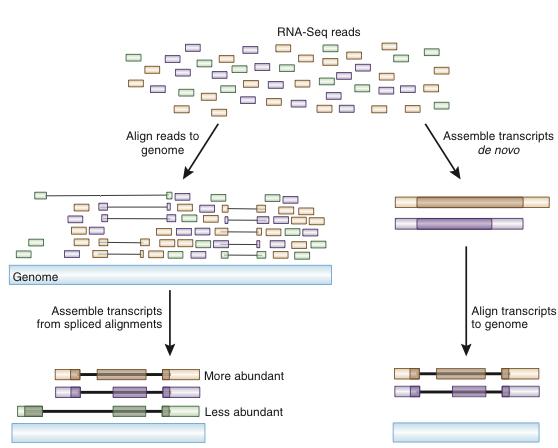 RNA-Seq reads
Align reads to
genome
Assemble transcripts
de novo
Genome
Assemble transcripts
from spliced alignments
Align transcripts
to genome
More abundant
Less abundant